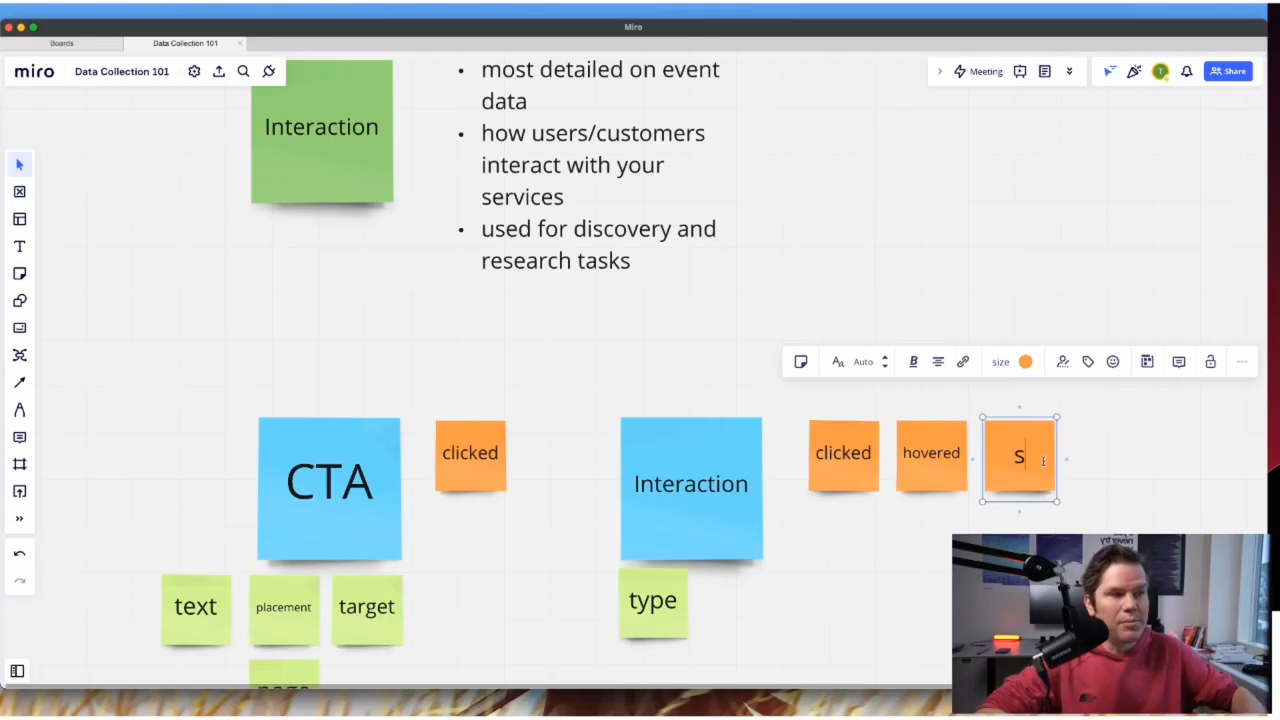 Miro
Boards
Data Collection 101
miro
Data Collection 101
Meeting
Share
Interaction
• most detailed on event
data
• how users/customers
interact with your
services
• used for discovery and
research tasks
Auto
B
size
CTA
clicked
Interaction
clicked
hovered
s
text
placement
target
type